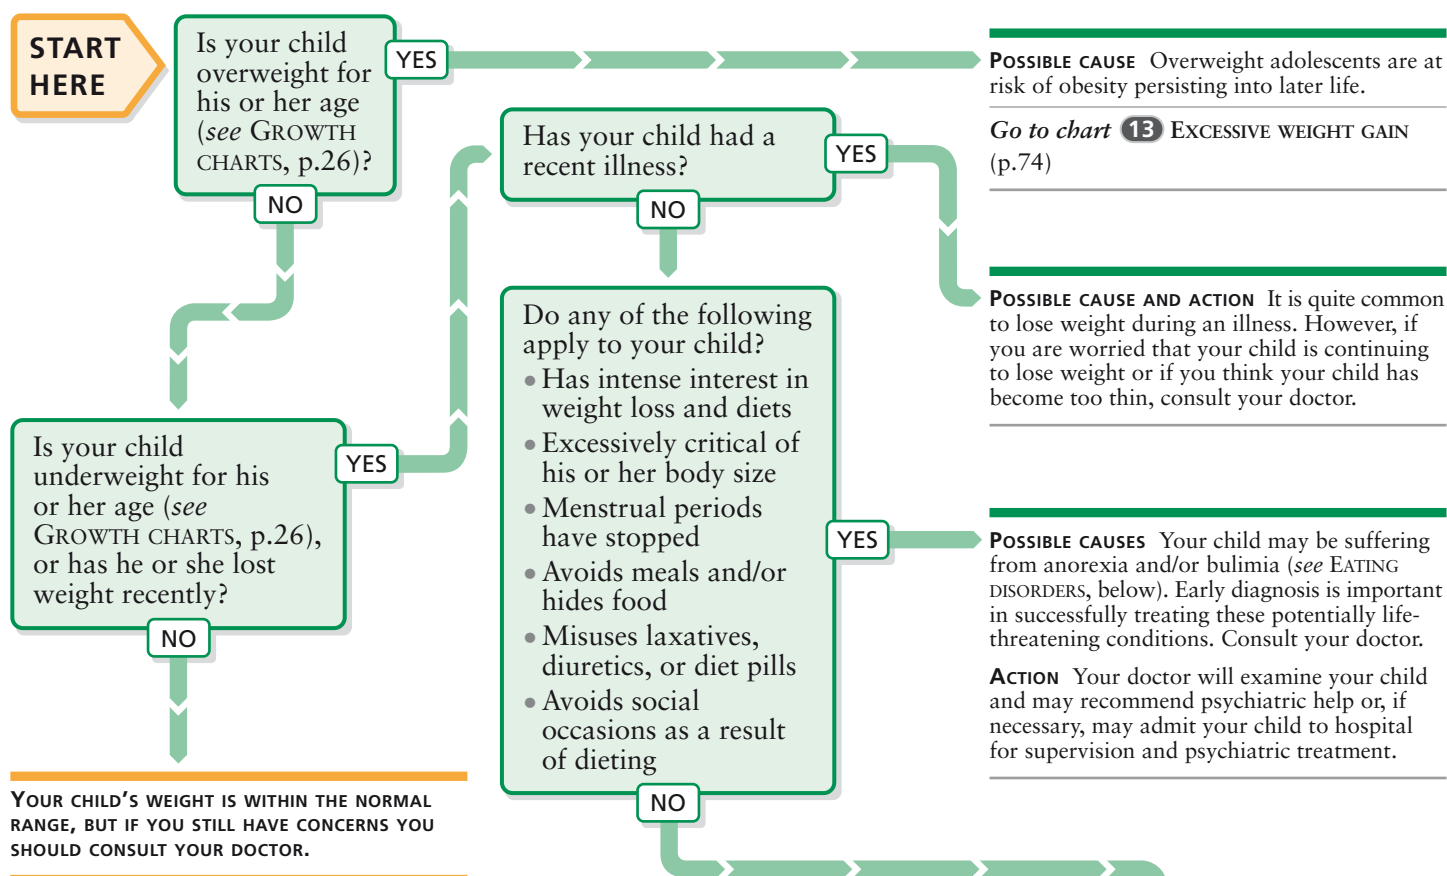 START
HERE
Is your child
overweight for
his or her age
(see GROWTH
CHARTS, p.26)?
YES
NO
POSSIBLE CAUSE Overweight adolescents are at
risk of obesity persisting into later life.
Go to chart 13 EXCESSIVE WEIGHT GAIN
(p.74)
Has your child had a
recent illness?
YES
NO
POSSIBLE CAUSE AND ACTION It is quite common
to lose weight during an illness. However, if
you are worried that your child is continuing
to lose weight or if you think your child has
become too thin, consult your doctor.
Is your child
underweight for his
or her age (see
GROWTH CHARTS, p.26),
or has he or she lost
weight recently?
YES
NO
Do any of the following
apply to your child?
• Has intense interest in
weight loss and diets
• Excessively critical of
his or her body size
• Menstrual periods
have stopped
• Avoids meals and/or
hides food
• Misuses laxatives,
diuretics, or diet pills
• Avoids social
occasions as a result
of dieting
YES
NO
POSSIBLE CAUSES Your child may be suffering
from anorexia and/or bulimia (see EATING
DISORDERS, below). Early diagnosis is important
in successfully treating these potentially life-
threatening conditions. Consult your doctor.
ACTION Your doctor will examine your child
and may recommend psychiatric help or, if
necessary, may admit your child to hospital
for supervision and psychiatric treatment.
YOUR CHILD'S WEIGHT IS WITHIN THE NORMAL
RANGE, BUT IF YOU STILL HAVE CONCERNS YOU
SHOULD CONSULT YOUR DOCTOR.